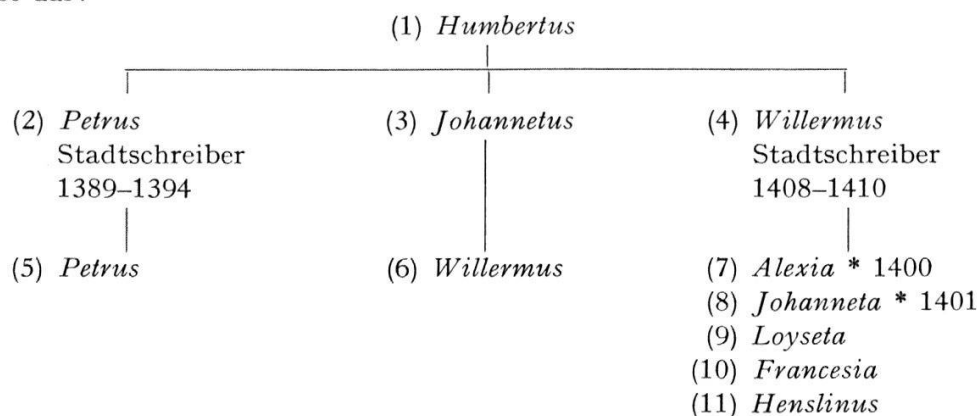 (1) Humbertus
(2) Petrus (3) Johannetus (4) Willermus
Stadtschreiber Stadtschreiber
1389–1394 1408–1410
(5) Petrus (6) Willermus (7) Alexia * 1400
(8) Johanneta * 1401
(9) Loyseta
(10) Francesia
(11) Henslinus